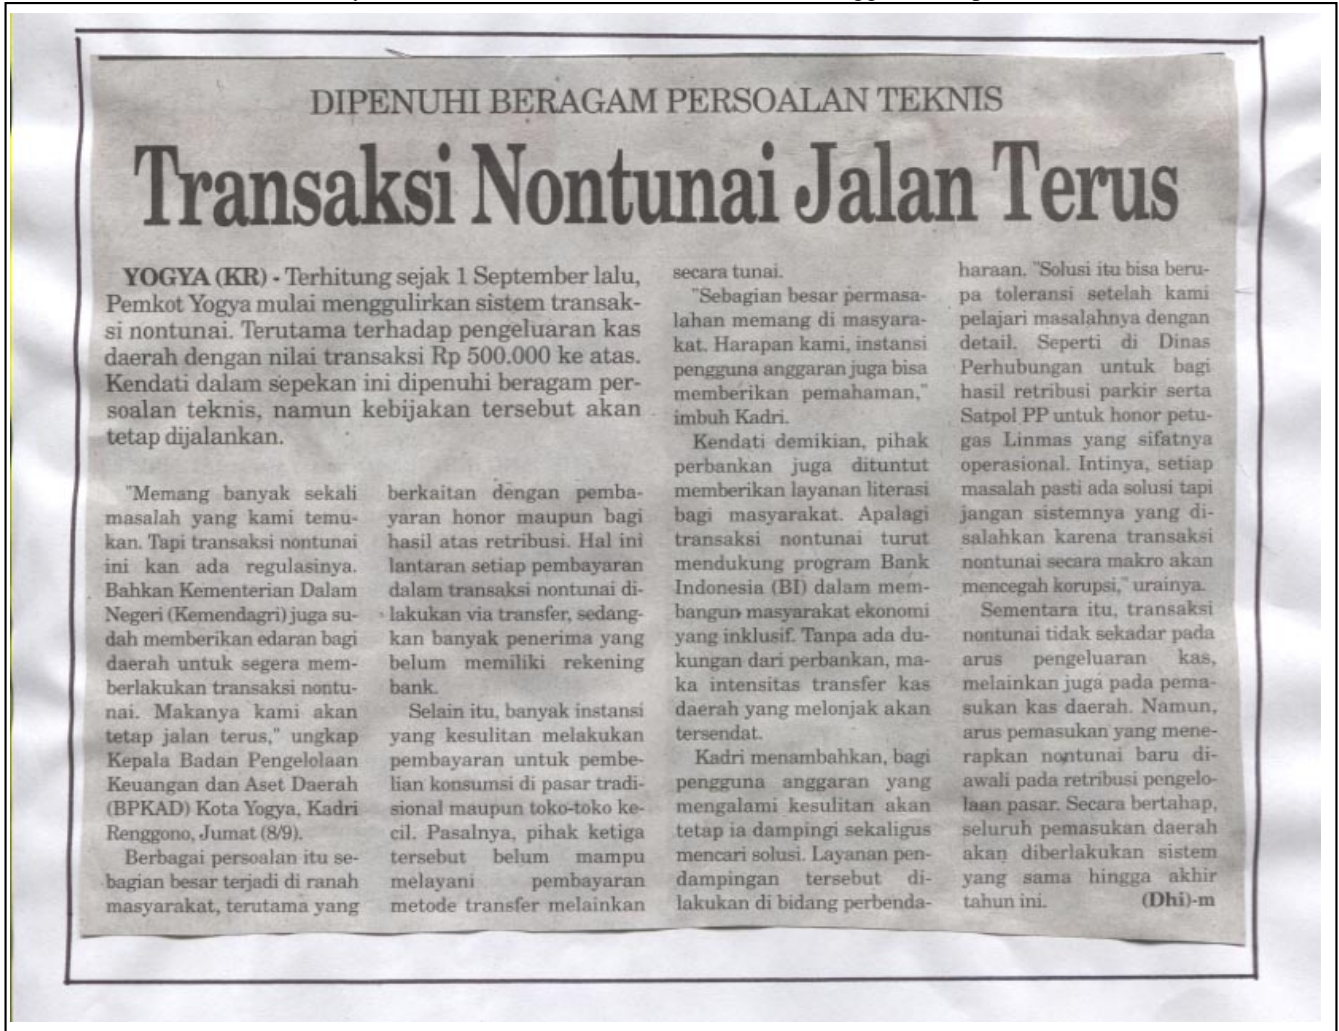 DIPENUHI BERAGAM PERSOALAN TEKNIS
Transaksi Nontunai Jalan Terus
YOGYA (KR) - Terhitung sejak 1 September lalu,
Pemkot Yogya mulai menggulirkan sistem transak-
si nontunai. Terutama terhadap pengeluaran kas
daerah dengan nilai transaksi Rp 500.000 ke atas.
Kendati dalam sepekan ini dipenuhi beragam per-
soalan teknis, namun kebijakan tersebut akan
tetap dijalankan.
"Memang banyak sekali
masalah yang kami temu-
kan. Tapi transaksi nontunai
ini kan ada regulasinya.
Bahkan Kementerian Dalam
Negeri (Kemendagri) juga su-
dah memberikan edaran bagi
daerah untuk segera mem-
berlakukan transaksi nontu-
nai. Makanya kami akan
tetap jalan terus," ungkap
Kepala Badan Pengelolaan
Keuangan dan Aset Daerah
(BPKAD) Kota Yogya, Kadri
Renggono, Jumat (8/9).
Berbagai persoalan itu se-
bagian besar terjadi di ranah
masyarakat, terutama yang
berkaitan dengan pemba-
yaran honor maupun bagi
hasil atas retribusi. Hal ini
lantaran setiap pembayaran
dalam transaksi nontunai di-
lakukan via transfer, sedang-
kan banyak penerima yang
belum memiliki rekening
bank.
Selain itu, banyak instansi
yang kesulitan melakukan
pembayaran untuk pembe-
lian konsumsi di pasar tradi-
sional maupun toko-toko ke-
cil. Pasalnya, pihak ketiga
tersebut belum mampu
melayani pembayaran
metode transfer melainkan
secara tunai.
"Sebagian besar permasa-
lahan memang di masyara-
kat. Harapan kami, instansi
pengguna anggaran juga bisa
memberikan pemahaman,"
imbuh Kadri.
Kendati demikian, pihak
perbankan juga dituntut
memberikan layanan literasi
bagi masyarakat. Apalagi
transaksi nontunai turut
mendukung program Bank
Indonesia (BI) dalam mem-
bangun masyarakat ekonomi
yang inklusif. Tanpa ada du-
kungan dari perbankan, ma-
ka intensitas transfer kas
daerah yang melonjak akan
tersendat.
Kadri menambahkan, bagi
pengguna anggaran yang
mengalami kesulitan akan
tetap ia dampingi sekaligus
mencari solusi. Layanan pen-
dampingan tersebut di-
lakukan di bidang perbenda-
haraan. "Solusi itu bisa beru-
pa toleransi setelah kami
pelajari masalahnya dengan
detail. Seperti di Dinas
Perhubungan untuk bagi
hasil retribusi parkir serta
Satpol PP untuk honor petu-
gas Linmas yang sifatnya
operasional. Intinya, setiap
masalah pasti ada solusi tapi
jangan sistemnya yang di-
salahkan karena transaksi
nontunai secara makro akan
mencegah korupsi," urainya.
Sementara itu, transaksi
nontunai tidak sekadar pada
arus pengeluaran kas,
melainkan juga pada pema-
sukan kas daerah. Namun,
arus pemasukan yang mene-
rapkan nontunai baru di-
awali pada retribusi pengelo-
laan pasar. Secara bertahap,
seluruh pemasukan daerah
akan diberlakukan sistem
yang sama hingga akhir
tahun ini. (Dhi)-m